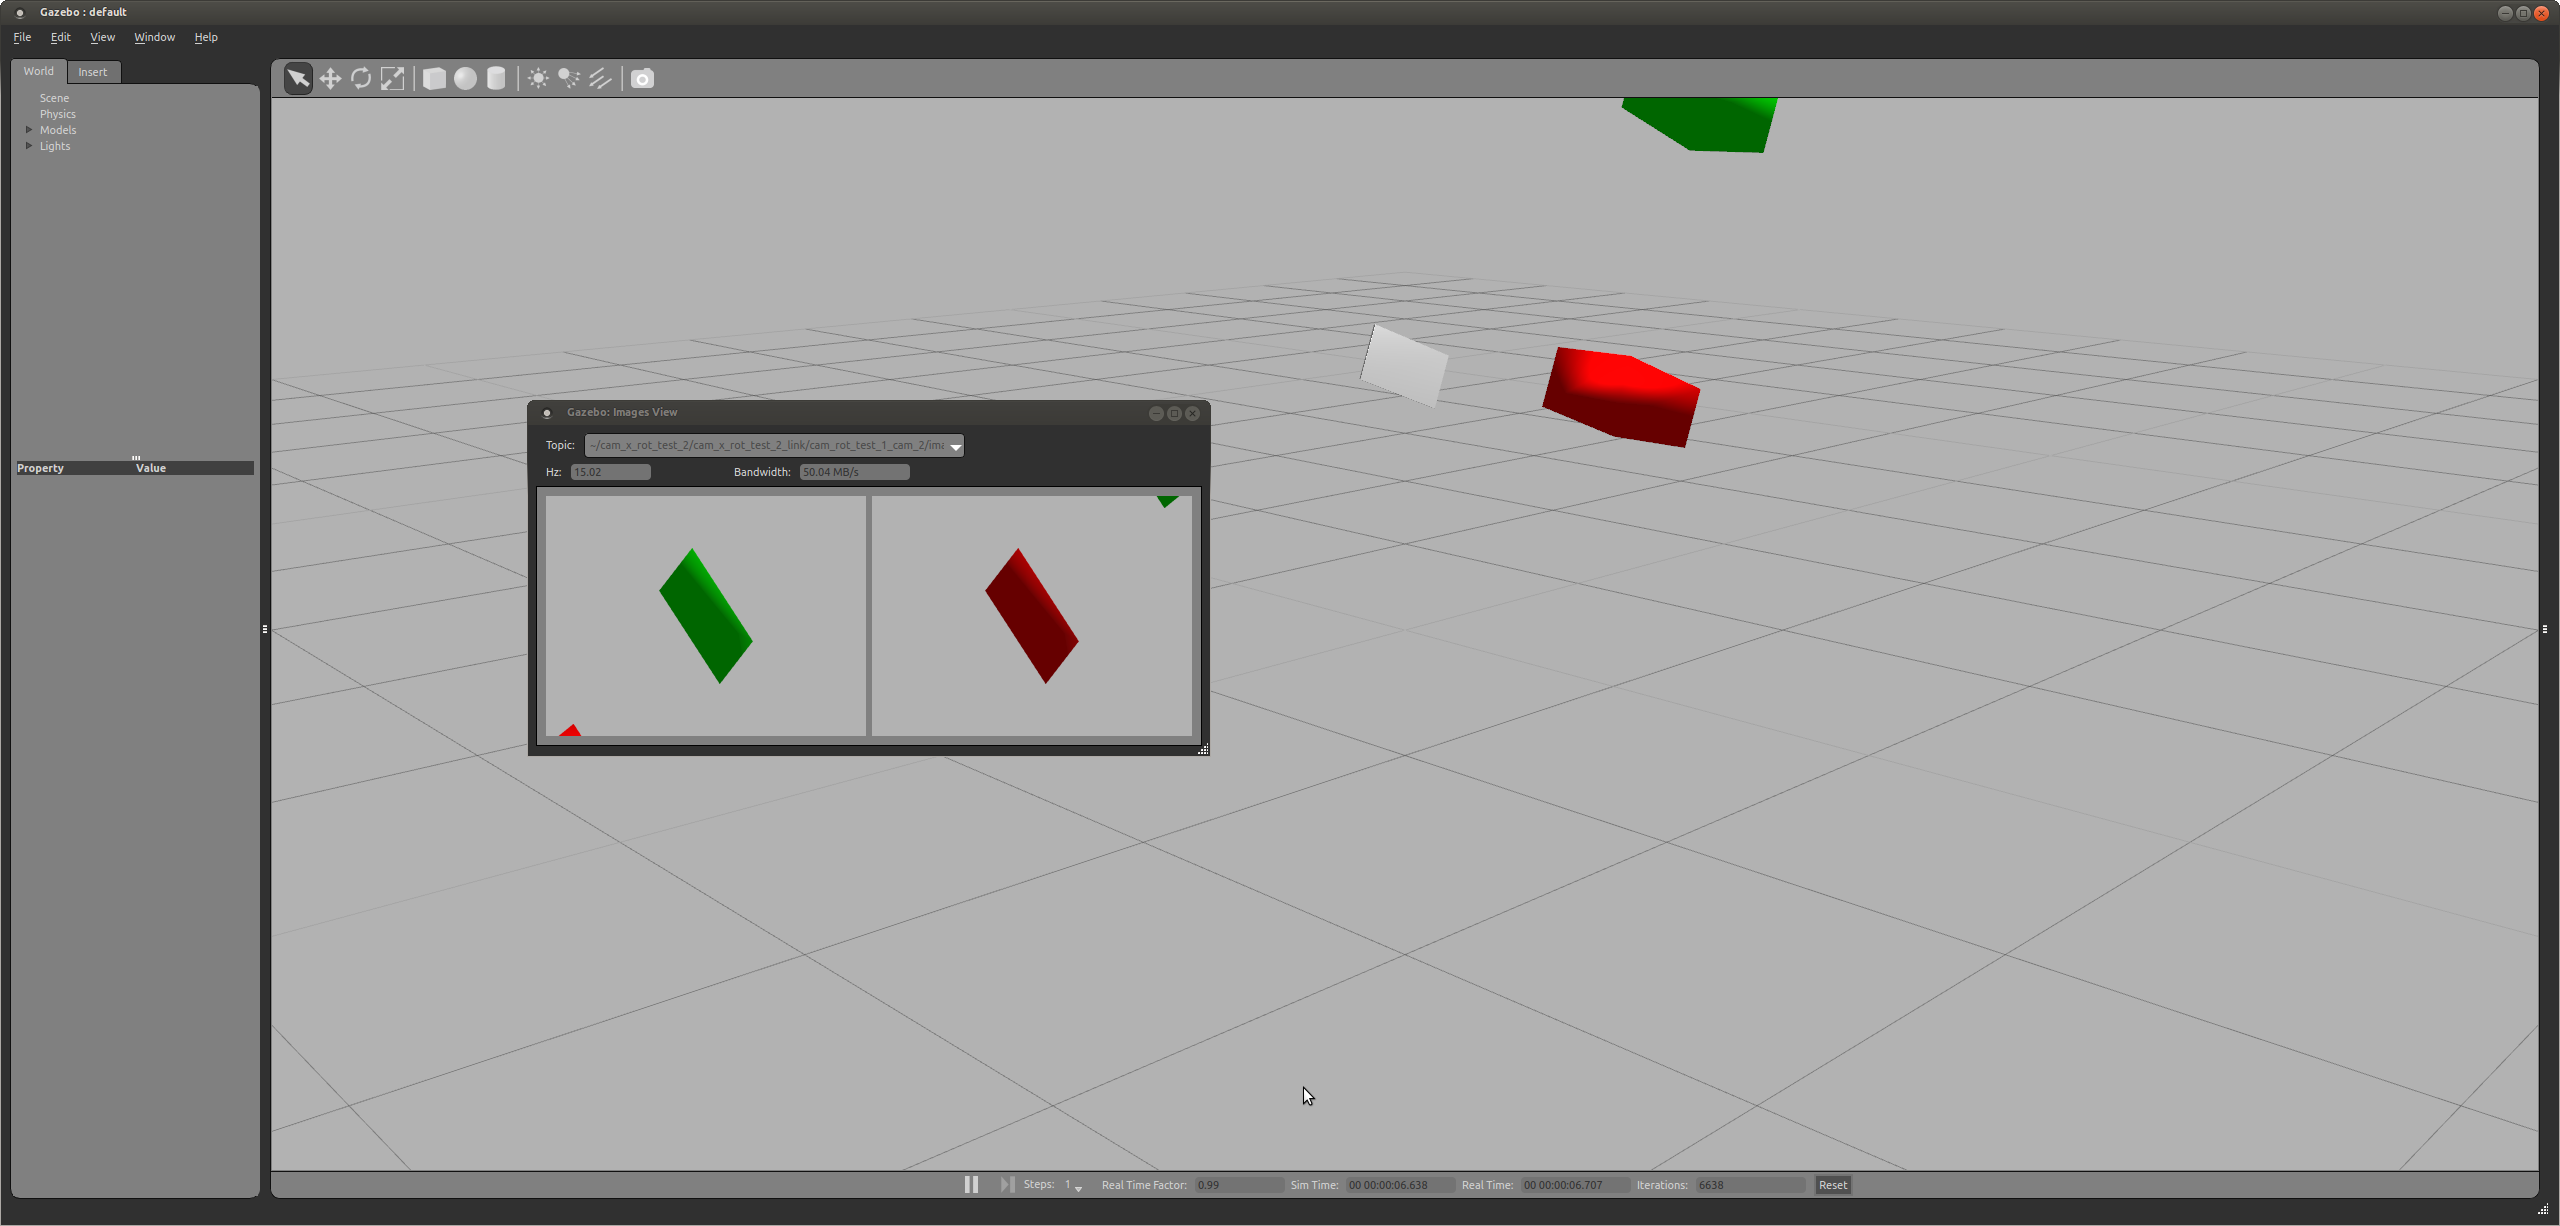 Gazebo : default
File Edit View Window Help
World Insert
Scene
Physics
Models
Lights
Property Value
Gazebo: Images View
Topic: ~/cam_x_rot_test_2/cam_x_rot_test_2_link/cam_rot_test_1_cam_2/ima
Hz: 15.02 Bandwidth: 50.04 MB/s
Steps: 1 Real Time Factor: 0.99 Sim Time: 00 00:00:06.638 Real Time: 00 00:00:06.707 Iterations: 6638 Reset